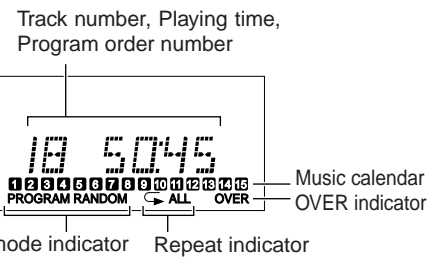 Track number, Playing time,
Program order number
18 50:45
1 2 3 4 5 6 7 8 9 10 11 12 13 14 15
PROGRAM RANDOM ALL OVER
Music calendar
OVER indicator
mode indicator Repeat indicator